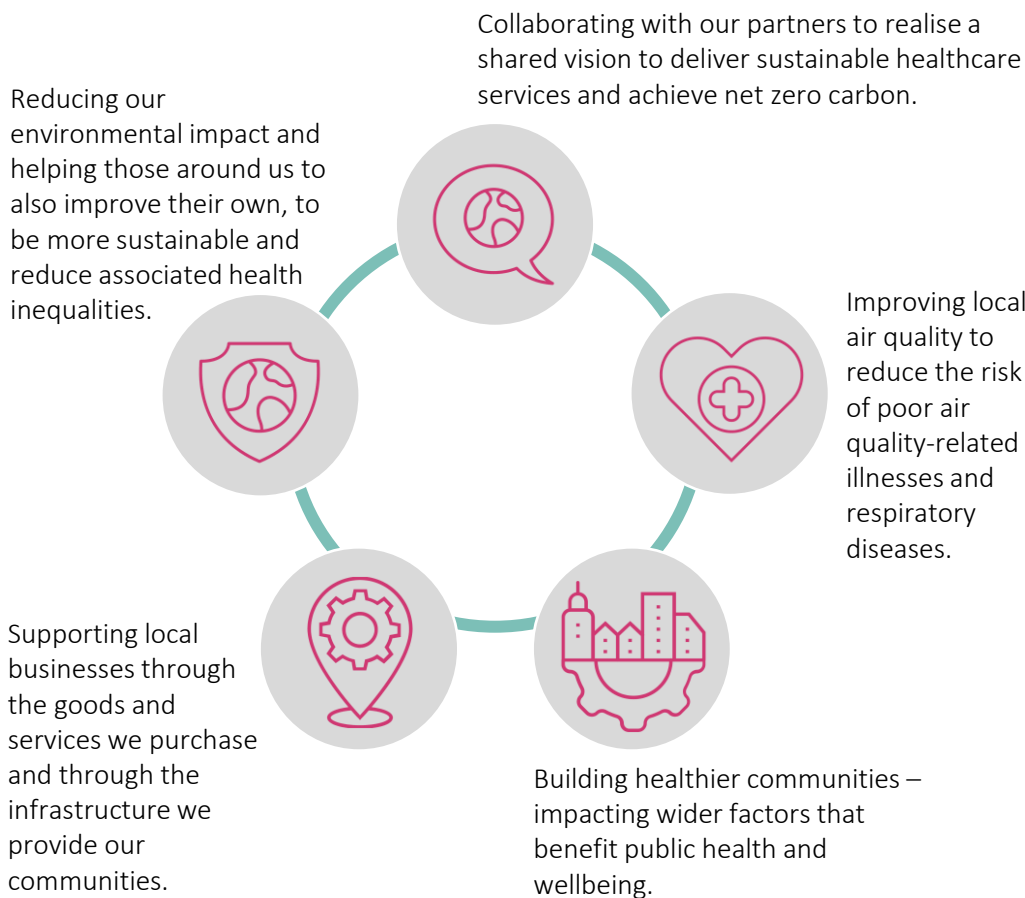 Collaborating with our partners to realise a
shared vision to deliver sustainable healthcare
services and achieve net zero carbon.
Reducing our
environmental impact and
helping those around us to
also improve their own, to
be more sustainable and
reduce associated health
inequalities.
Improving local
air quality to
reduce the risk
of poor air
quality-related
illnesses and
respiratory
diseases.
Supporting local
businesses through
the goods and
services we purchase
and through the
infrastructure we
provide our
communities.
Building healthier communities –
impacting wider factors that
benefit public health and
wellbeing.